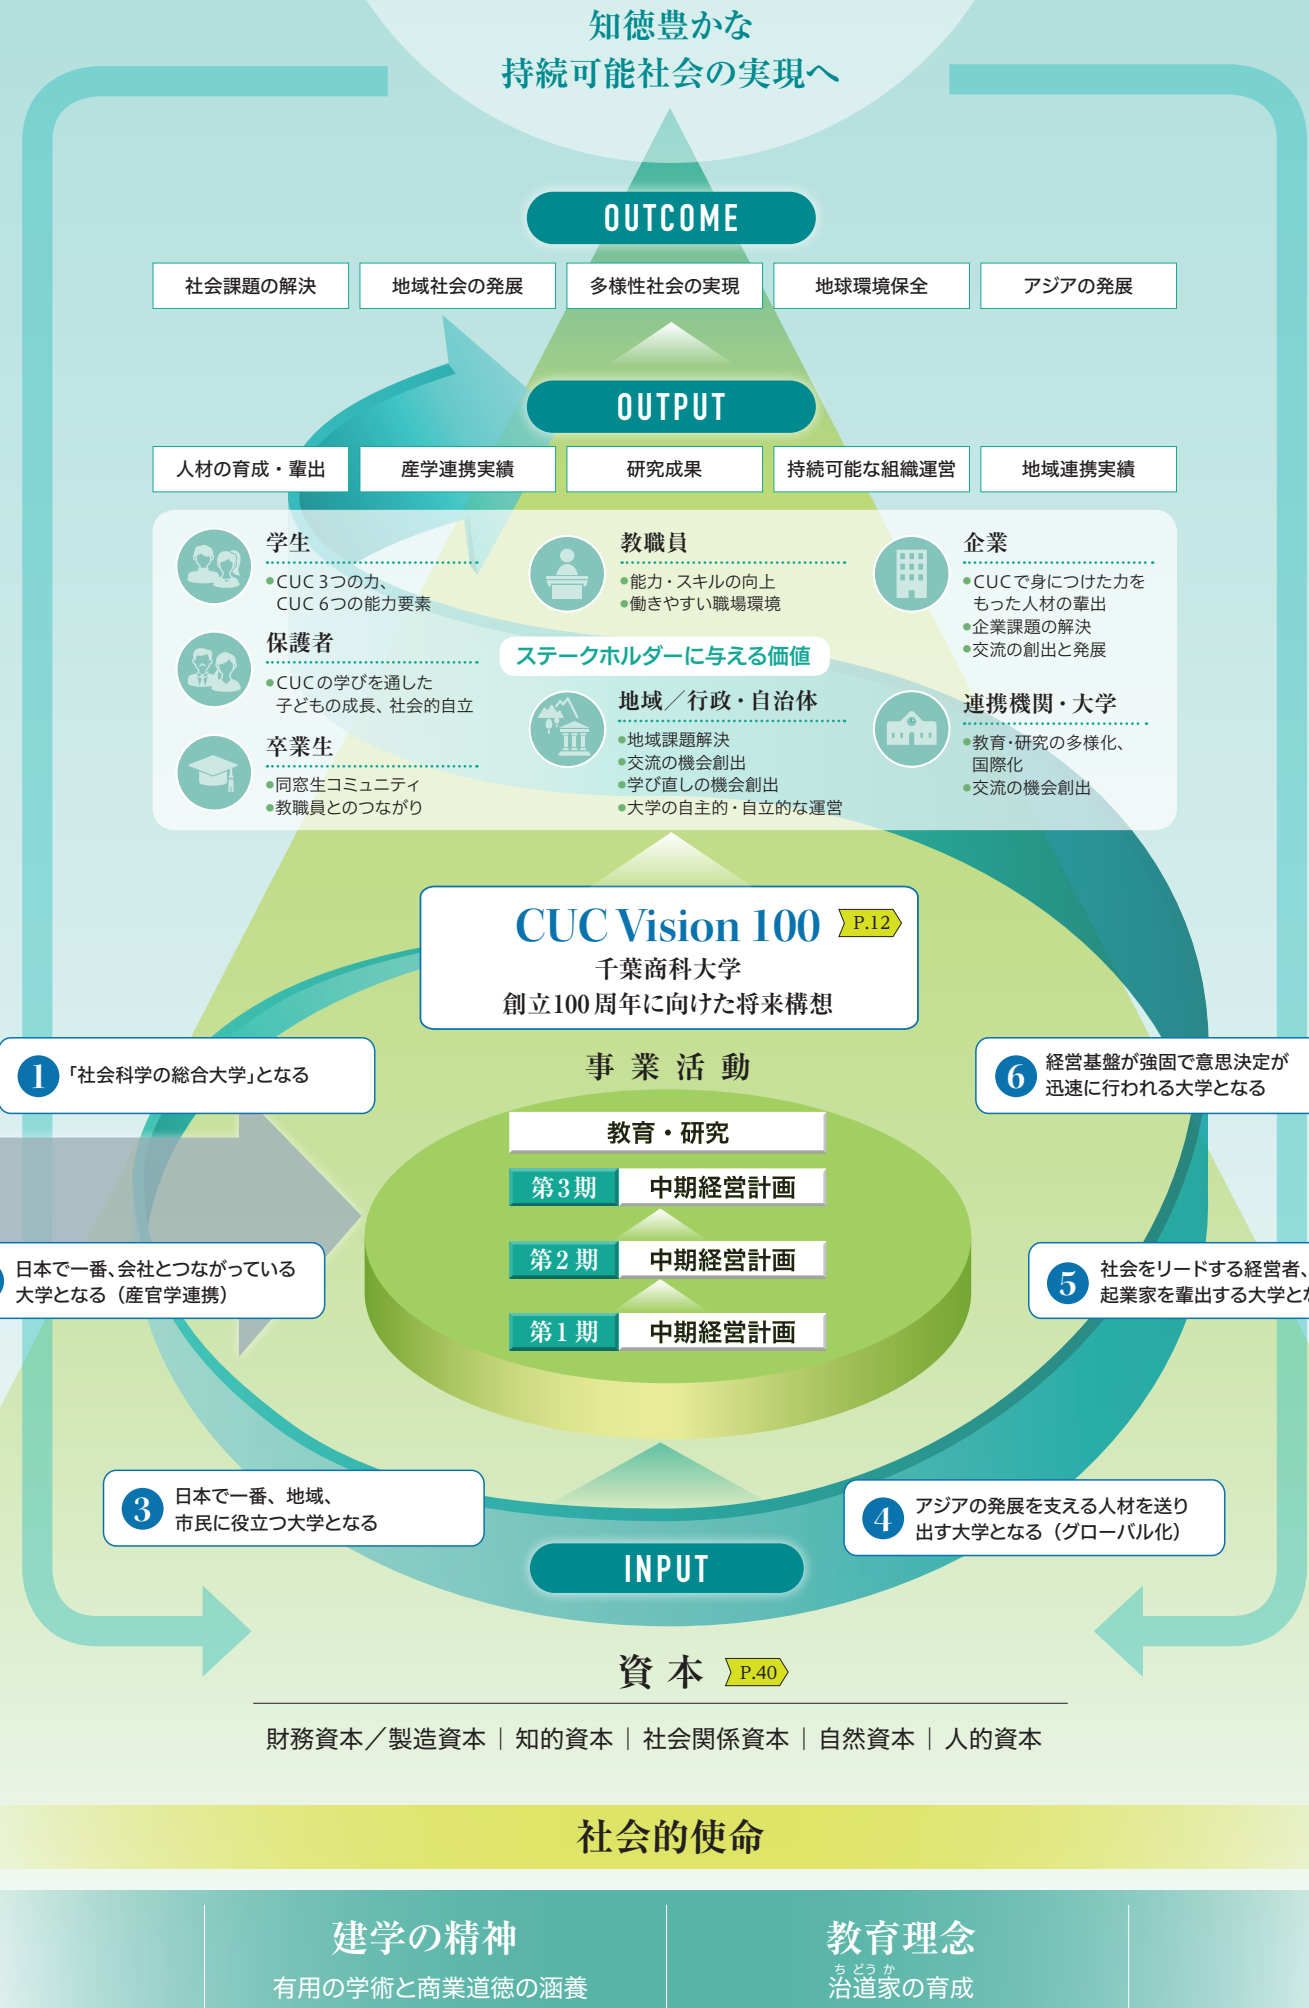 知徳豊かな
持続可能社会の実現へ
OUTCOME
社会課題の解決
地域社会の発展
多様性社会の実現
地球環境保全
アジアの発展
OUTPUT
人材の育成・輩出
産学連携実績
研究成果
持続可能な組織運営
地域連携実績
学生
●CUC 3つの力、
CUC 6つの能力要素
保護者
●CUCの学びを通した
子どもの成長、社会的自立
卒業生
●同窓生コミュニティ
●教職員とのつながり
教職員
●能力・スキルの向上
●働きやすい職場環境
ステークホルダーに与える価値
地域／行政・自治体
●地域課題解決
●交流の機会創出
●学び直しの機会創出
●大学の自主的・自立的な運営
企業
●CUCで身につけた力を
もった人材の輩出
●企業課題の解決
●交流の創出と発展
連携機関・大学
●教育・研究の多様化、
国際化
●交流の機会創出
CUC Vision 100 P.12
千葉商科大学
創立100周年に向けた将来構想
事業活動
1 「社会科学の総合大学」となる
6 経営基盤が強固で意思決定が
迅速に行われる大学となる
教育・研究
第3期 中期経営計画
第2期 中期経営計画
第1期 中期経営計画
日本で一番、会社とつながっている
大学となる（産官学連携）
5 社会をリードする経営者、
起業家を輩出する大学と
3 日本で一番、地域、
市民に役立つ大学となる
4 アジアの発展を支える人材を送り
出す大学となる（グローバル化）
INPUT
資本 P.40
財務資本／製造資本｜知的資本｜社会関係資本｜自然資本｜人的資本
社会的使命
建学の精神
有用の学術と商業道徳の涵養
教育理念
ちどうか
治道家の育成